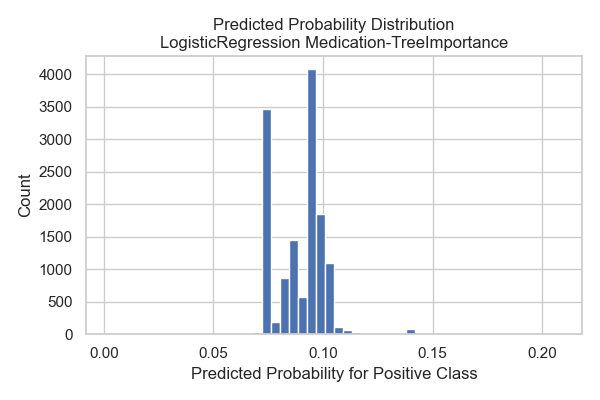 Predicted Probability Distribution
LogisticRegression Medication-TreeImportance
4000
3500
3000
2500
2000
1500
1000
500
0
Count
0.00 0.05 0.10 0.15 0.20
Predicted Probability for Positive Class